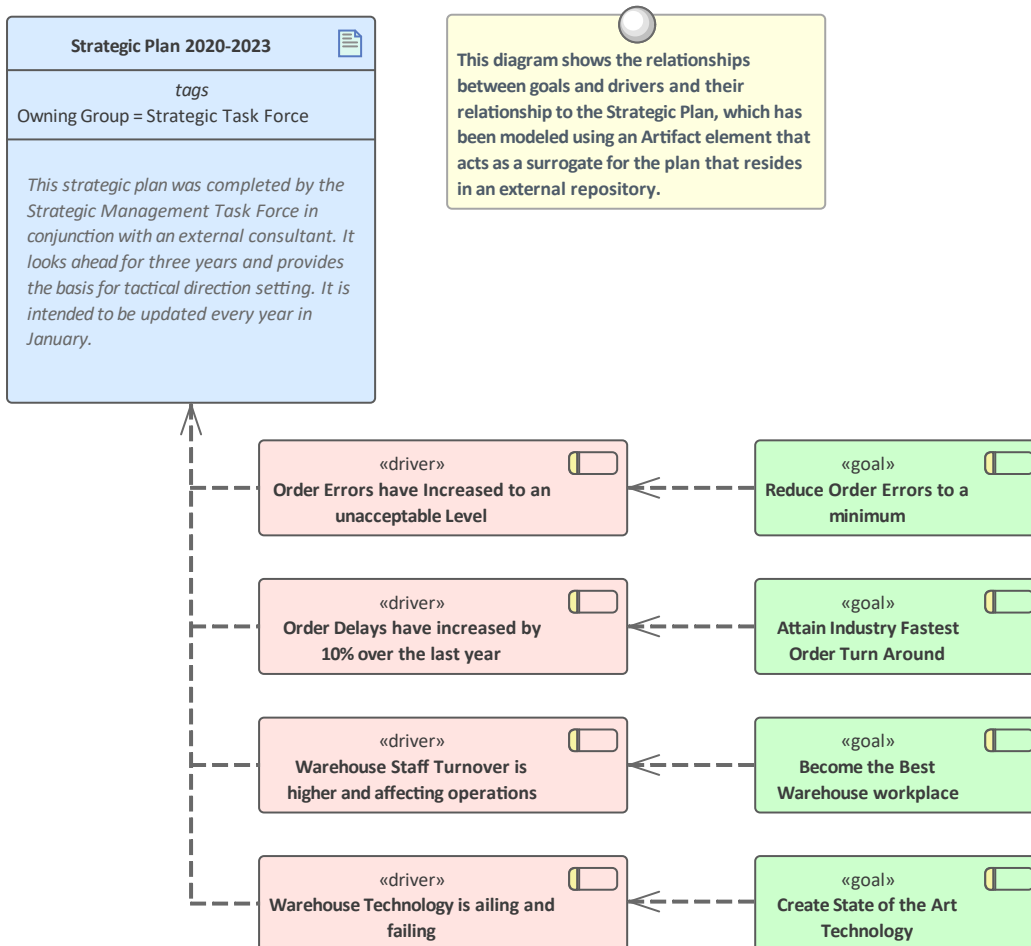 Strategic Plan 2020-2023
tags
Owning Group = Strategic Task Force
This strategic plan was completed by the
Strategic Management Task Force in
conjunction with an external consultant. It
looks ahead for three years and provides
the basis for tactical direction setting. It is
intended to be updated every year in
January.
This diagram shows the relationships
between goals and drivers and their
relationship to the Strategic Plan, which has
been modeled using an Artifact element that
acts as a surrogate for the plan that resides
in an external repository.
«driver»
Order Errors have Increased to an
unacceptable Level
«goal»
Reduce Order Errors to a
minimum
«driver»
Order Delays have increased by
10% over the last year
«goal»
Attain Industry Fastest
Order Turn Around
«driver»
Warehouse Staff Turnover is
higher and affecting operations
«goal»
Become the Best
Warehouse workplace
«driver»
Warehouse Technology is ailing and
failing
«goal»
Create State of the Art
Technology